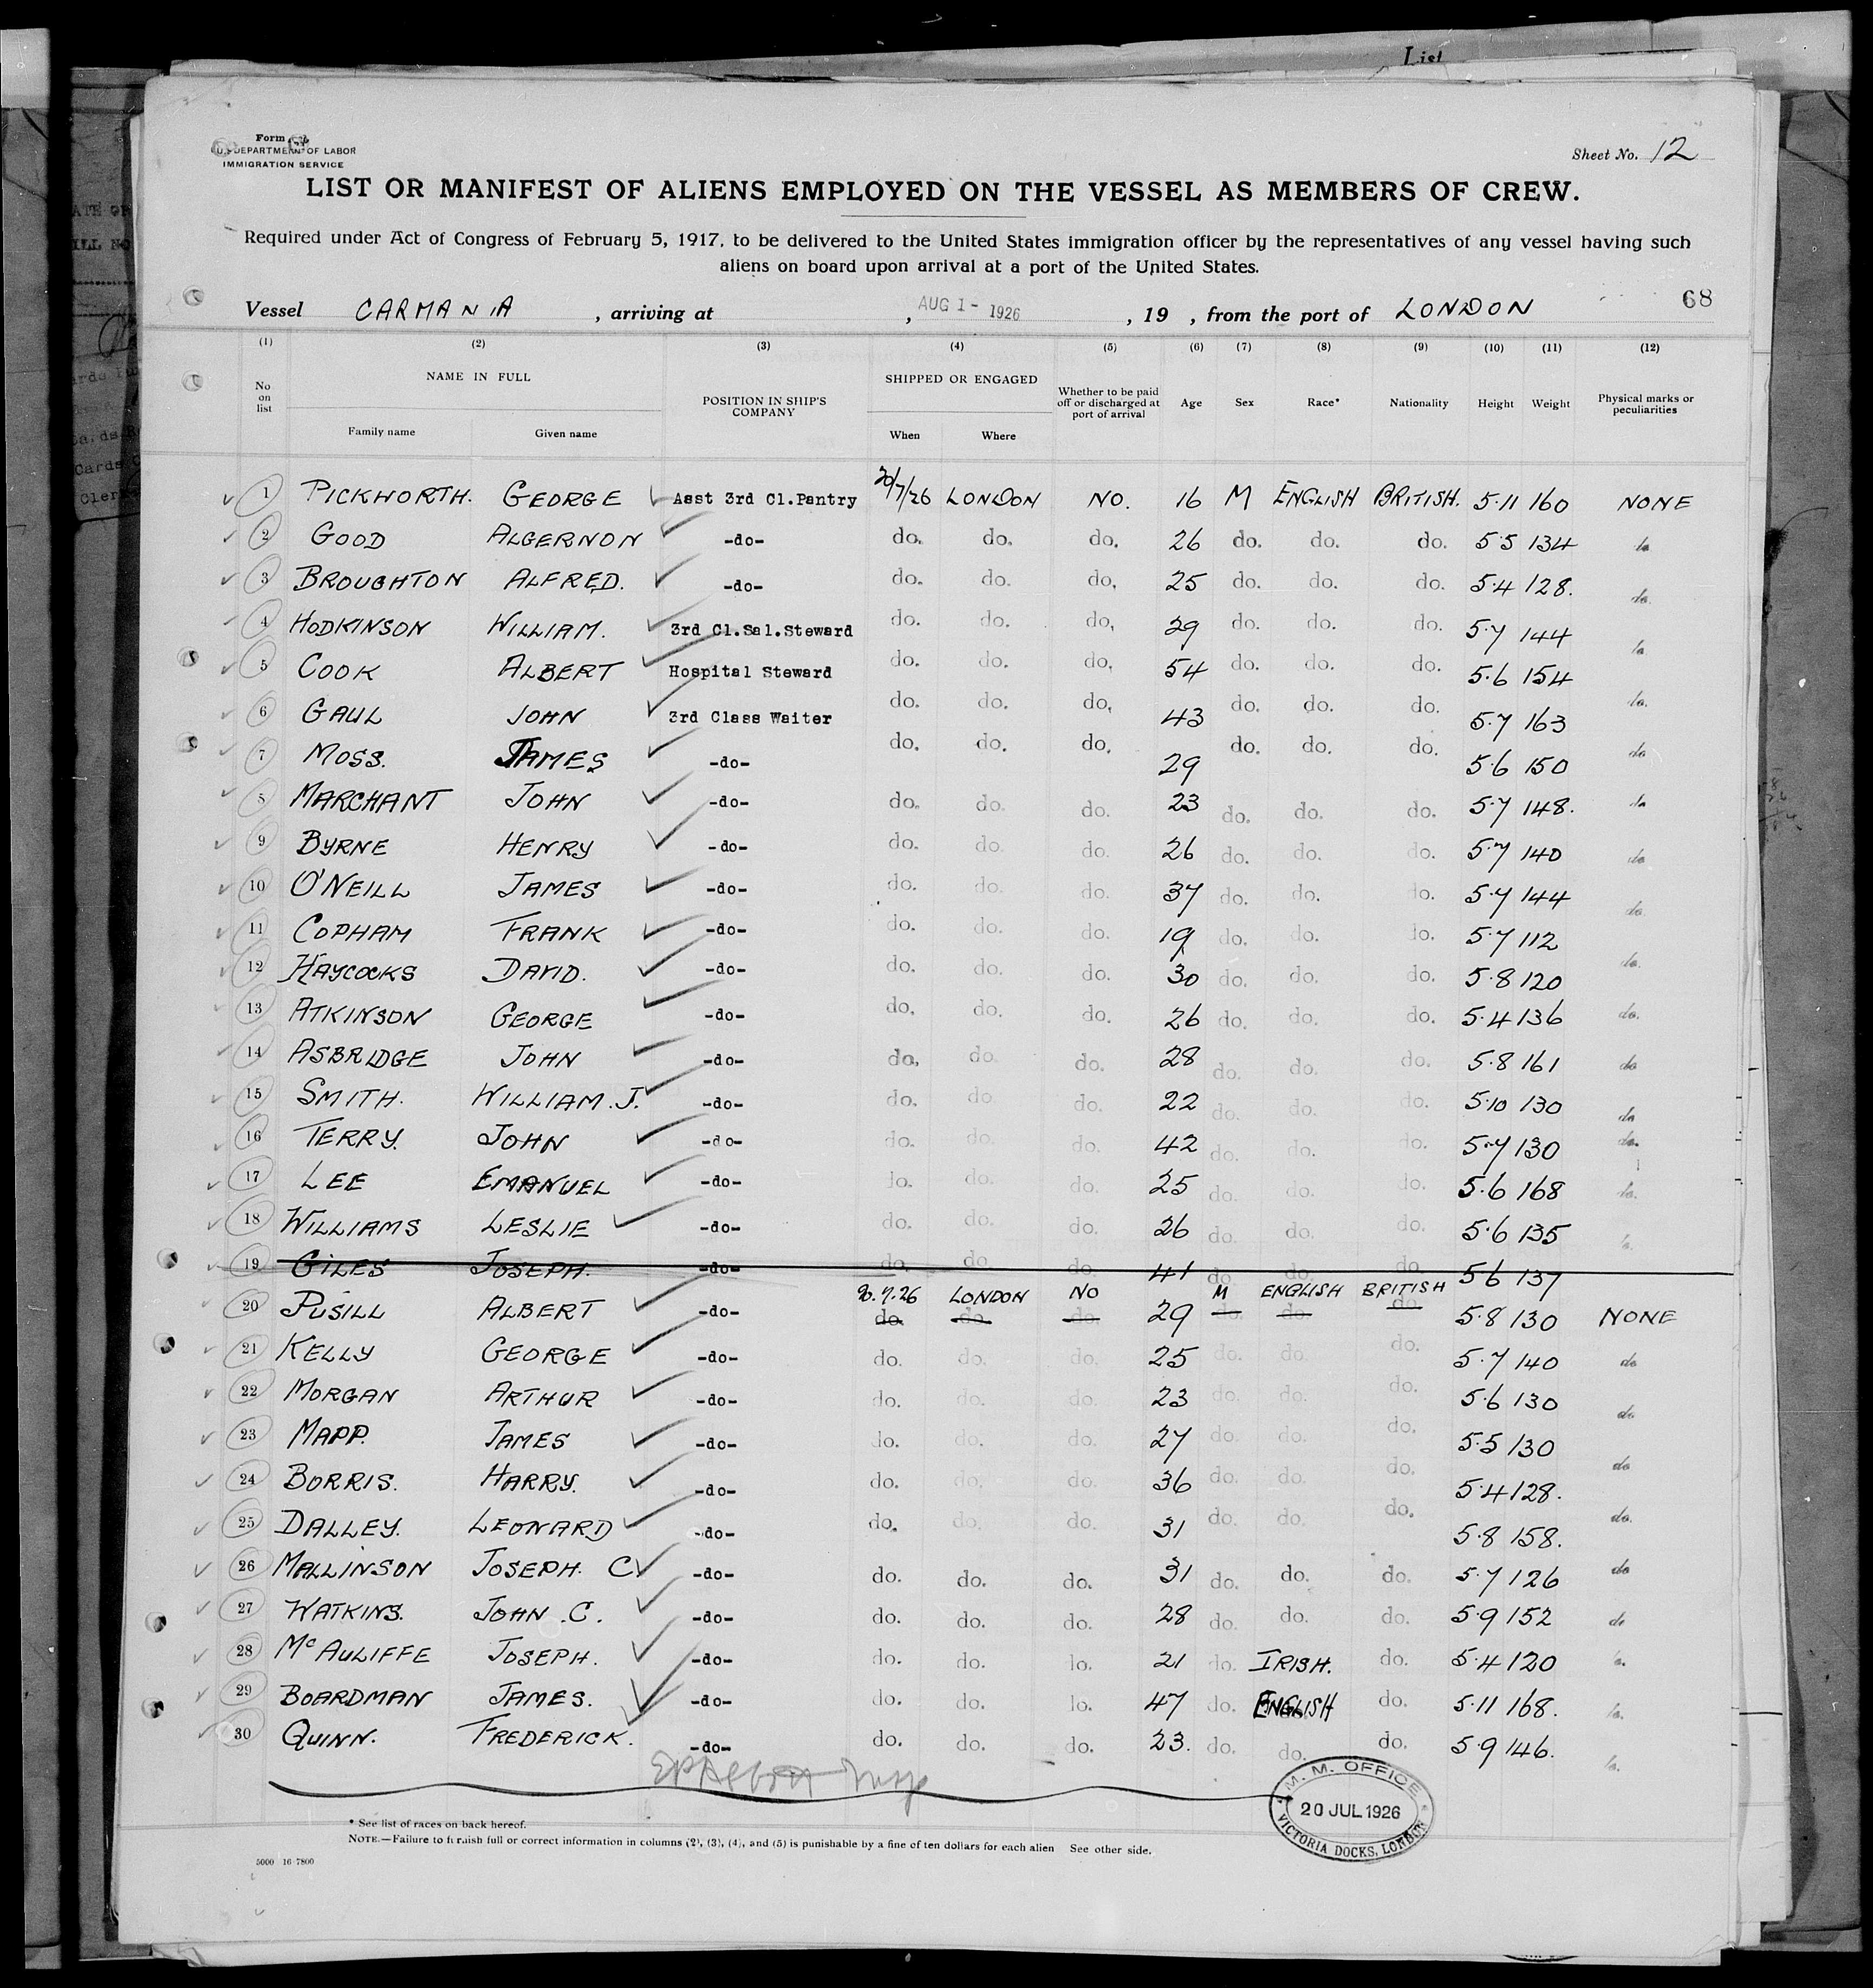 List
Form
U.S. DEPARTMENT OF LABOR
IMMIGRATION SERVICE
Sheet No. 12
LIST OR MANIFEST OF ALIENS EMPLOYED ON THE VESSEL AS MEMBERS OF CREW.
Required under Act of Congress of February 5, 1917, to be delivered to the United States immigration officer by the representatives of any vessel having such
aliens on board upon arrival at a port of the United States.
68
Vessel CARMANIA , arriving at , AUG 1 - 1926 , 19 , from the port of LONDON
(1) (2) (3) (4) (5) (6) (7) (8) (9) (10) (11) (12)
No on list NAME IN FULL Family name Given name POSITION IN SHIP'S COMPANY SHIPPED OR ENGAGED When Where Whether to be paid off or discharged at port of arrival Age Sex Race* Nationality Height Weight Physical marks or peculiarities
1 PICKWORTH. GEORGE Asst 3rd Cl.Pantry 20/7/26 LONDON NO. 16 M ENGLISH BRITISH. 5·11 160 NONE
2 GOOD ALGERNON -do- do. do. do. 26 do. do. do. 5·5 134 do
3 BROUGHTON ALFRED. -do- do. do. do. 25 do. do. do. 5·4 128. do.
4 HODKINSON WILLIAM. 3rd Cl.Sal.Steward do. do. do. 29 do. do. do. 5·7 144 do
5 COOK ALBERT Hospital Steward do. do. do. 54 do. do. do. 5·6 154 do.
6 GAUL JOHN 3rd Class Waiter do. do. do. 43 do. do. do. 5·7 163 do
7 MOSS. JAMES -do- do. do. do. 29 do. do. do. 5·6 150 do
8 MARCHANT JOHN -do- do. do. do. 23 do. do. do. 5·7 148. do
9 BYRNE HENRY -do- do. do. do. 26 do. do. do. 5·7 140 do
10 O'NEILL JAMES -do- do. do. do. 37 do. do. do. 5·7 144 do
11 COPHAM FRANK -do- do. do. do. 19 do. do. do. 5·7 112 do.
12 HAYCOCKS DAVID. -do- do. do. do. 30 do. do. do. 5·8 120 do.
13 ATKINSON GEORGE -do- do. do. do. 26 do. do. do. 5·4 136 do
14 ASBRIDGE JOHN -do- do. do. do. 28 do. do. do. 5·8 161 do
15 SMITH. WILLIAM.J. -do- do. do. do. 22 do. do. do. 5·10 130 do.
16 TERRY. JOHN -do- do. do. do. 42 do. do. do. 5·7 130 do.
17 LEE EMANUEL -do- do. do. do. 25 do. do. do. 5·6 168 do.
18 WILLIAMS LESLIE -do- do. do. do. 26 do. do. do. 5·6 135 do.
19 GILES JOSEPH. -do- do. do. do. 41 do. do. do. 5·6 137
20.7.26 LONDON NO M ENGLISH BRITISH
20 PUSILL ALBERT -do- do. do. do. 29 do. do. do. 5·8 130 NONE
21 KELLY GEORGE -do- do. do. do. 25 do. do. do. 5·7 140 do
22 MORGAN ARTHUR -do- do. do. do. 23 do. do. do. 5·6 130 do
23 MAPP. JAMES -do- do. do. do. 27 do. do. do. 5·5 130 do
24 BORRIS. HARRY. -do- do. do. do. 36 do. do. do. 5·4 128. do.
25 DALLEY. LEONARD -do- do. do. do. 31 do. do. do. 5·8 158. do
26 MALLINSON JOSEPH. C -do- do. do. do. 31 do. do. do. 5·7 126 do
27 WATKINS. JOHN .C. -do- do. do. do. 28 do. do. do. 5·9 152 do
28 McAULIFFE JOSEPH. -do- do. do. do. 21 do. IRISH. do. 5·4 120 do.
29 BOARDMAN JAMES. -do- do. do. do. 47 do. ENGLISH do. 5·11 168. do.
30 QUINN. FREDERICK. -do- do. do. do. 23. do. do. do. 5·9 146. do.
M. M. OFFICE
20 JUL 1926
VICTORIA DOCKS, LONDON
* See list of races on back hereof.
NOTE.—Failure to furnish full or correct information in columns (2), (3), (4), and (5) is punishable by a fine of ten dollars for each alien See other side.
5000 16 7800